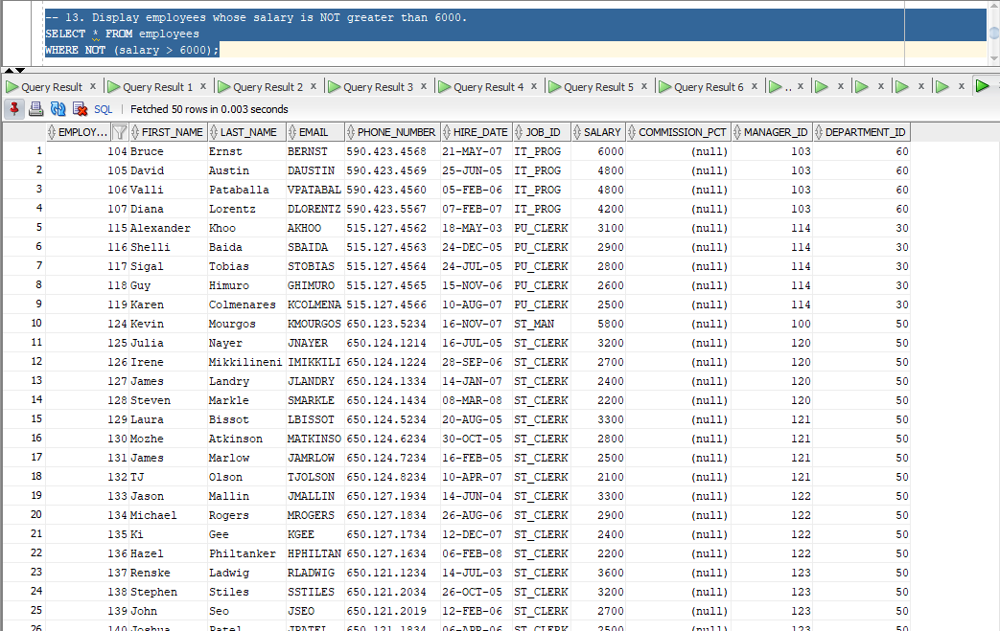 -- 13. Display employees whose salary is NOT greater than 6000.
SELECT * FROM employees
WHERE NOT (salary > 6000);
Query Result x Query Result 1 x Query Result 2 x Query Result 3 x Query Result 4 x Query Result 5 x Query Result 6 x .. x x x x x
SQL | Fetched 50 rows in 0.003 seconds
EMPLOY... FIRST_NAME LAST_NAME EMAIL PHONE_NUMBER HIRE_DATE JOB_ID SALARY COMMISSION_PCT MANAGER_ID DEPARTMENT_ID
1 104 Bruce Ernst BERNST 590.423.4568 21-MAY-07 IT_PROG 6000 (null) 103 60
2 105 David Austin DAUSTIN 590.423.4569 25-JUN-05 IT_PROG 4800 (null) 103 60
3 106 Valli Pataballa VPATABAL 590.423.4560 05-FEB-06 IT_PROG 4800 (null) 103 60
4 107 Diana Lorentz DLORENTZ 590.423.5567 07-FEB-07 IT_PROG 4200 (null) 103 60
5 115 Alexander Khoo AKHOO 515.127.4562 18-MAY-03 PU_CLERK 3100 (null) 114 30
6 116 Shelli Baida SBAIDA 515.127.4563 24-DEC-05 PU_CLERK 2900 (null) 114 30
7 117 Sigal Tobias STOBIAS 515.127.4564 24-JUL-05 PU_CLERK 2800 (null) 114 30
8 118 Guy Himuro GHIMURO 515.127.4565 15-NOV-06 PU_CLERK 2600 (null) 114 30
9 119 Karen Colmenares KCOLMENA 515.127.4566 10-AUG-07 PU_CLERK 2500 (null) 114 30
10 124 Kevin Mourgos KMOURGOS 650.123.5234 16-NOV-07 ST_MAN 5800 (null) 100 50
11 125 Julia Nayer JNAYER 650.124.1214 16-JUL-05 ST_CLERK 3200 (null) 120 50
12 126 Irene Mikkilineni IMIKKILI 650.124.1224 28-SEP-06 ST_CLERK 2700 (null) 120 50
13 127 James Landry JLANDRY 650.124.1334 14-JAN-07 ST_CLERK 2400 (null) 120 50
14 128 Steven Markle SMARKLE 650.124.1434 08-MAR-08 ST_CLERK 2200 (null) 120 50
15 129 Laura Bissot LBISSOT 650.124.5234 20-AUG-05 ST_CLERK 3300 (null) 121 50
16 130 Mozhe Atkinson MATKINSO 650.124.6234 30-OCT-05 ST_CLERK 2800 (null) 121 50
17 131 James Marlow JAMRLOW 650.124.7234 16-FEB-05 ST_CLERK 2500 (null) 121 50
18 132 TJ Olson TJOLSON 650.124.8234 10-APR-07 ST_CLERK 2100 (null) 121 50
19 133 Jason Mallin JMALLIN 650.127.1934 14-JUN-04 ST_CLERK 3300 (null) 122 50
20 134 Michael Rogers MROGERS 650.127.1834 26-AUG-06 ST_CLERK 2900 (null) 122 50
21 135 Ki Gee KGEE 650.127.1734 12-DEC-07 ST_CLERK 2400 (null) 122 50
22 136 Hazel Philtanker HPHILTAN 650.127.1634 06-FEB-08 ST_CLERK 2200 (null) 122 50
23 137 Renske Ladwig RLADWIG 650.121.1234 14-JUL-03 ST_CLERK 3600 (null) 123 50
24 138 Stephen Stiles SSTILES 650.121.2034 26-OCT-05 ST_CLERK 3200 (null) 123 50
25 139 John Seo JSEO 650.121.2019 12-FEB-06 ST_CLERK 2700 (null) 123 50
26 140 Joshua Patel JPATEL 650.121.1834 06-APR-06 ST_CLERK 2500 (null) 123 50